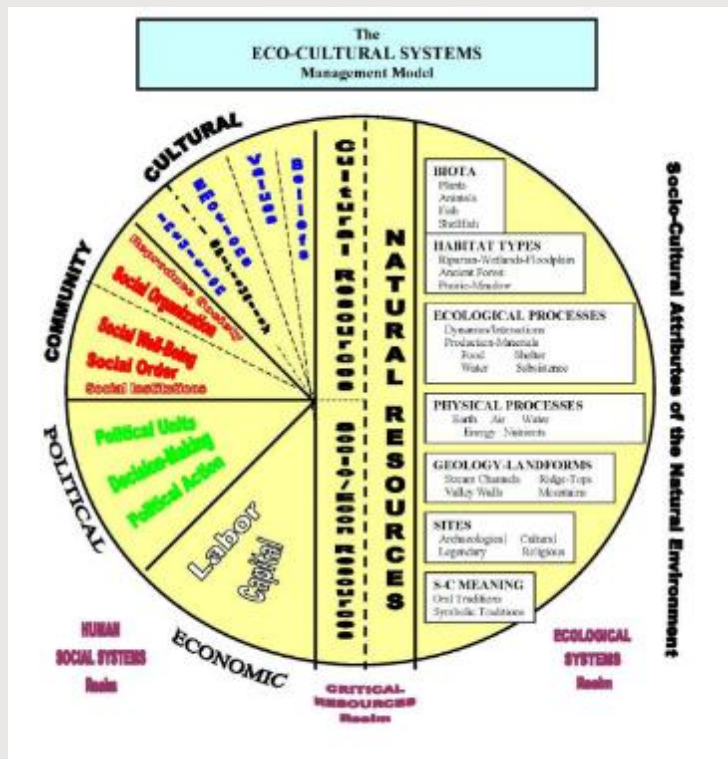 The
ECO-CULTURAL SYSTEMS
Management Model
CULTURAL
COMMUNITY
POLITICAL
ECONOMIC
Beliefs
Values
Social Organization
Social Well-Being
Social Order
Social Institutions
Political Units
Decision-Making
Political Action
Labor
Capital
Cultural Resources
Socio/Econ Resources
NATURAL RESOURCES
BIOTA
Plants
Animals
Fish
Shellfish
HABITAT TYPES
Riparian-Wetlands-Floodplain
Ancient Forest
Prairie-Meadow
ECOLOGICAL PROCESSES
Dynamics/Interactions
Production-Materials
Food Shelter
Water Subsistence
PHYSICAL PROCESSES
Earth Air Water
Energy Nutrients
GEOLOGY-LANDFORMS
Stream Channels Ridge-Tops
Valley Walls Mountains
SITES
Archaeological Cultural
Legendary Religious
S-C MEANING
Oral Traditions
Symbolic Traditions
Socio-Cultural Attributes of the Natural Environment
HUMAN
SOCIAL SYSTEMS
Realm
CRITICAL
RESOURCES
Realm
ECOLOGICAL
SYSTEMS
Realm